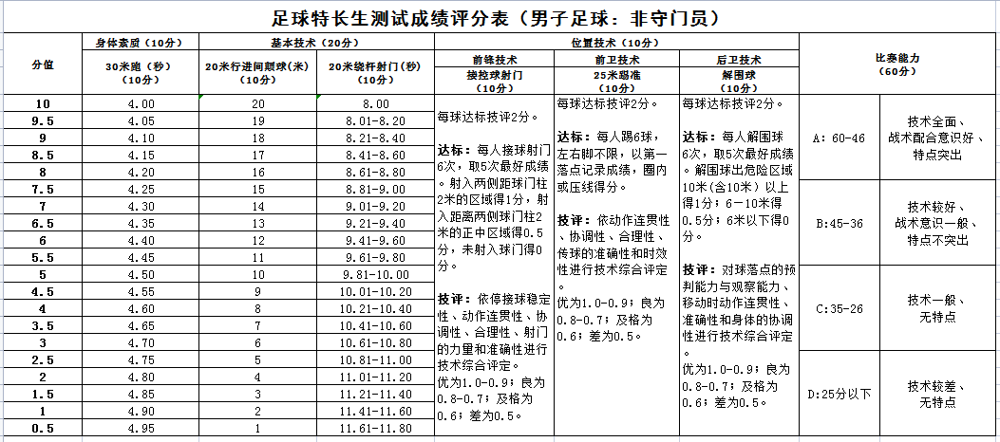 足球特长生测试成绩评分表（男子足球：非守门员）
分值 身体素质（10分） 基本技术（20分） 位置技术（10分） 比赛能力
（60分）
30米跑（秒）
（10分） 20米行进间颠球(米)
（10分） 20米绕杆射门(秒)
（10分） 前锋技术 前卫技术 后卫技术
接控球射门
（10分） 25米踢准
（10分） 解围球
（10分）
10 4.00 20 8.00
9.5 4.05 19 8.01-8.20
9 4.10 18 8.21-8.40
8.5 4.15 17 8.41-8.60
8 4.20 16 8.61-8.80
7.5 4.25 15 8.81-9.00
7 4.30 14 9.01-9.20
6.5 4.35 13 9.21-9.40
6 4.40 12 9.41-9.60
5.5 4.45 11 9.61-9.80
5 4.50 10 9.81-10.00
4.5 4.55 9 10.01-10.20
4 4.60 8 10.21-10.40
3.5 4.65 7 10.41-10.60
3 4.70 6 10.61-10.80
2.5 4.75 5 10.81-11.00
2 4.80 4 11.01-11.20
1.5 4.85 3 11.21-11.40
1 4.90 2 11.41-11.60
0.5 4.95 1 11.61-11.80
每球达标技评2分。
达标：每人接球射门
6次，取5次最好成绩
。射入两侧距球门柱
2米的区域得1分，射
入距离两侧球门柱2
米的正中区域得0.5
分，未射入球门得0
分。
技评：依停接球稳定
性、动作连贯性、协
调性、合理性、射门
的力量和准确性进行
技术综合评定。
优为1.0-0.9；良为
0.8-0.7；及格为
0.6；差为0.5。
每球达标技评2分。
达标：每人踢6球，
左右脚不限，以第一
落点记录成绩，圈内
或压线得分。
技评：依动作连贯性
、协调性、合理性、
传球的准确性和时效
性进行技术综合评定
。
优为1.0-0.9；良为
0.8-0.7；及格为
0.6；差为0.5。
每球达标技评2分。
达标：每人解围球
6次，取5次最好成绩
。解围球出危险区域
10米(含10米）以上
得1分；6－10米得
0.5分；6米以下得0
分。
技评：对球落点的预
判能力与观察能力、
移动时动作连贯性、
准确性和身体的协调
性进行技术综合评定
。
优为1.0-0.9；良为
0.8-0.7；及格为
0.6；差为0.5。
A：60-46 技术全面、
战术配合意识好、
特点突出
B:45-36 技术较好、
战术意识一般、
特点不突出
C:35-26 技术一般、
无特点
D:25分以下 技术较差、
无特点